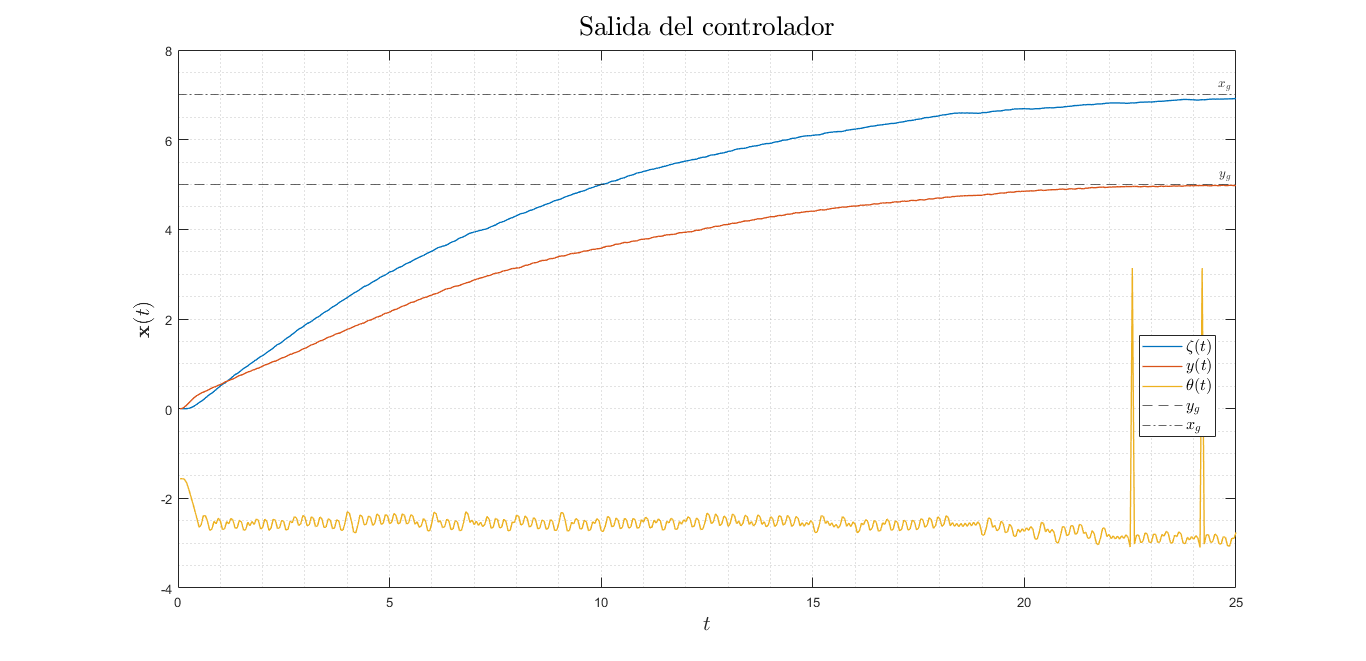 Salida del controlador
8
6
4
2
0
-2
-4
x(t)
x_g
y_g
ζ(t)
y(t)
θ(t)
y_g
x_g
0 5 10 15 20 25
t